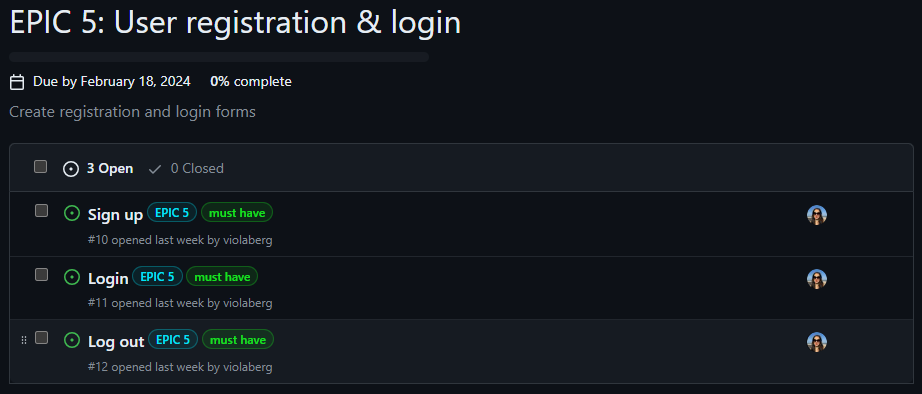 EPIC 5: User registration & login
Due by February 18, 2024 0% complete
Create registration and login forms
3 Open 0 Closed
Sign up EPIC 5 must have
#10 opened last week by violaberg
Login EPIC 5 must have
#11 opened last week by violaberg
Log out EPIC 5 must have
#12 opened last week by violaberg